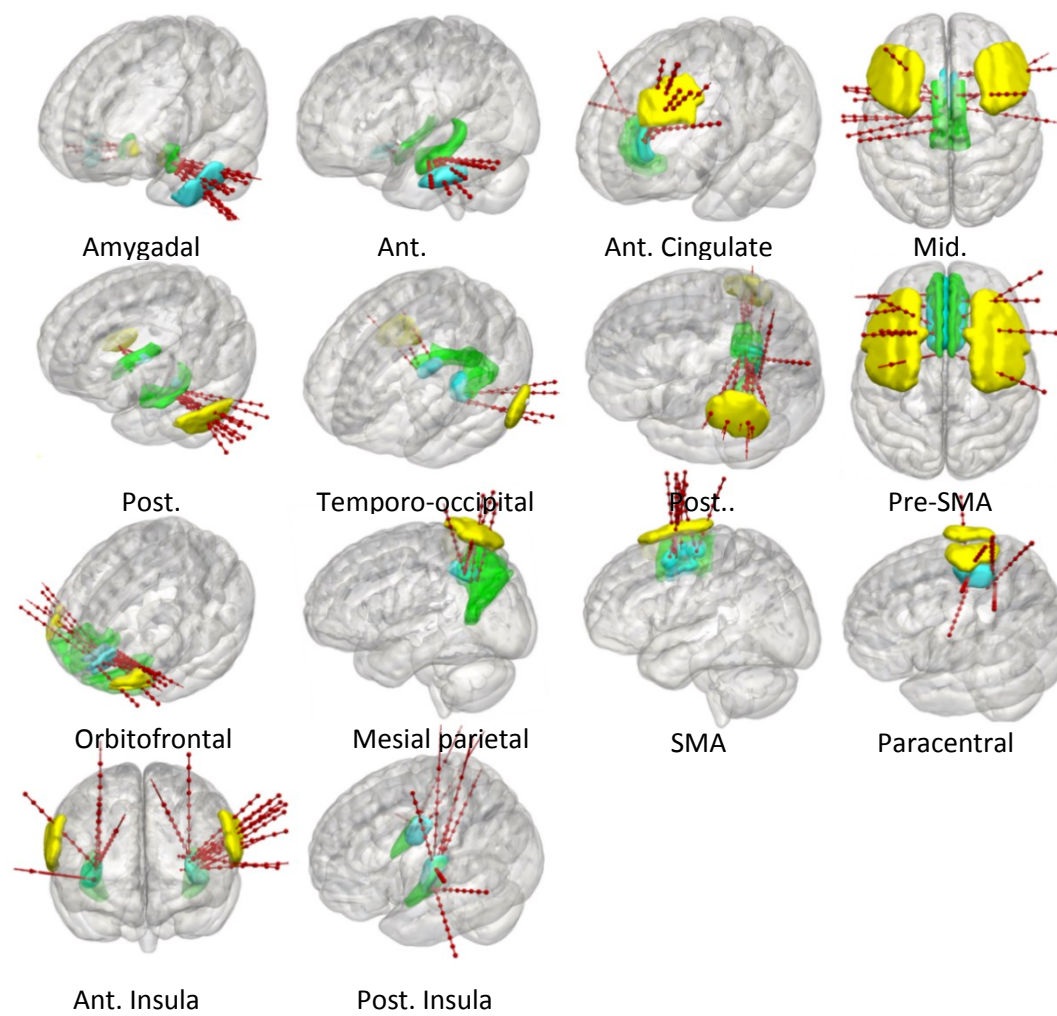 Amygadal Ant. Ant. Cingulate Mid.
Post. Temporo-occipital Post.. Pre-SMA
Orbitofrontal Mesial parietal SMA Paracentral
Ant. Insula Post. Insula